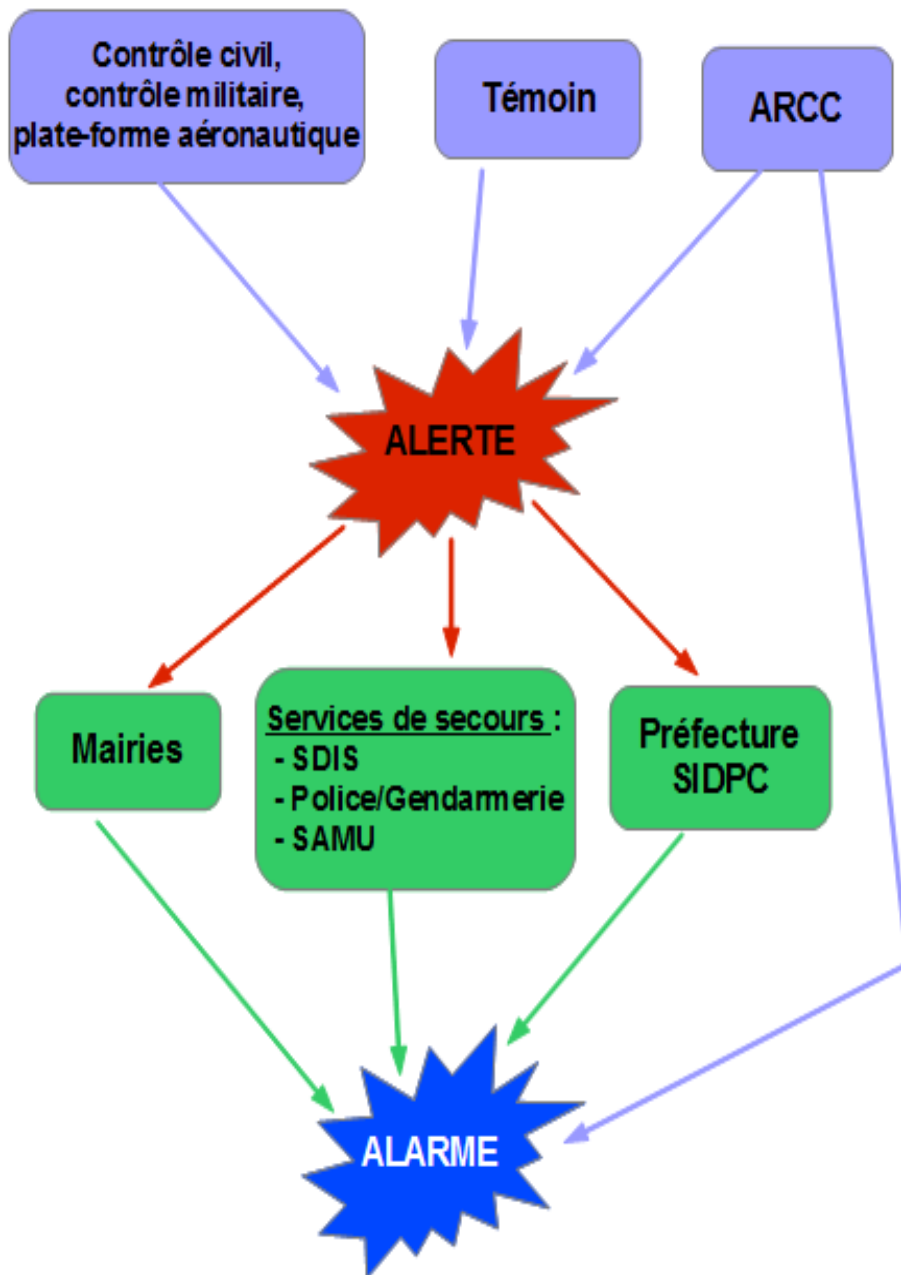 Contrôle civil,
contrôle militaire,
plate-forme aéronautique
Témoin
ARCC
ALERTE
Mairies
Services de secours :
- SDIS
- Police/Gendarmerie
- SAMU
Préfecture
SIDPC
ALARME